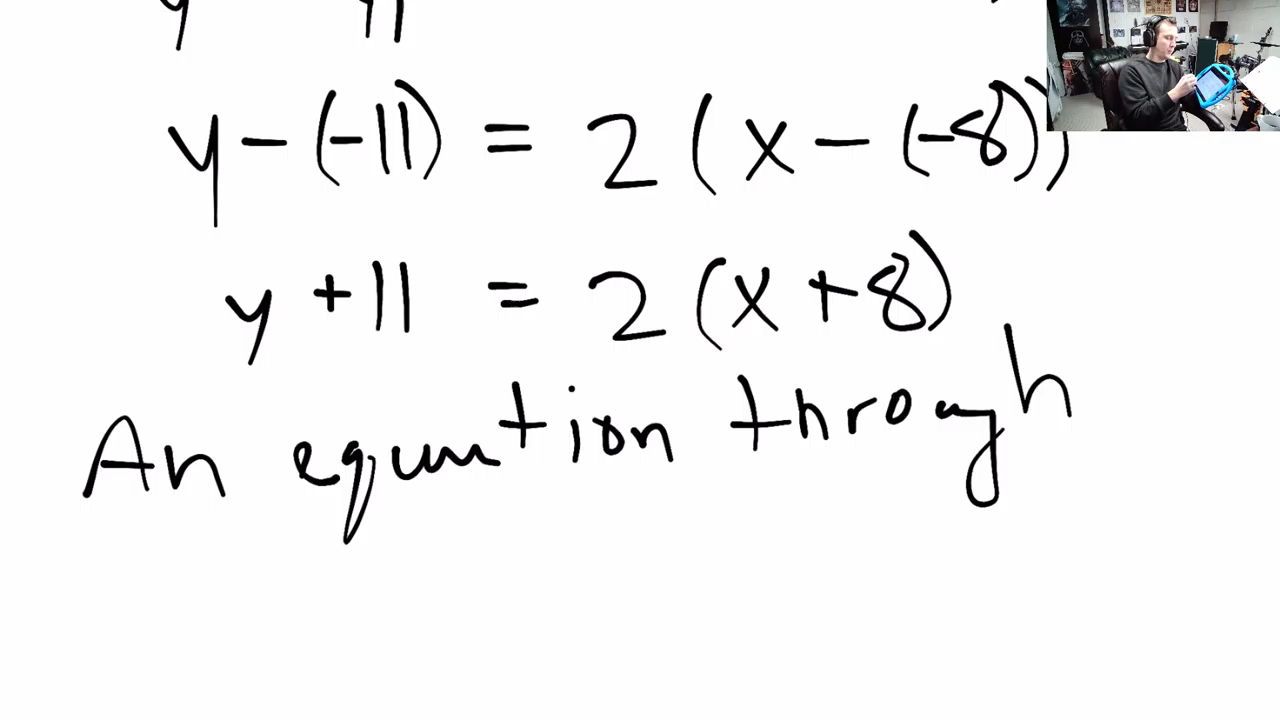 y - (-11) = 2 (x - (-8))
y + 11 = 2 (x + 8)
An equation through